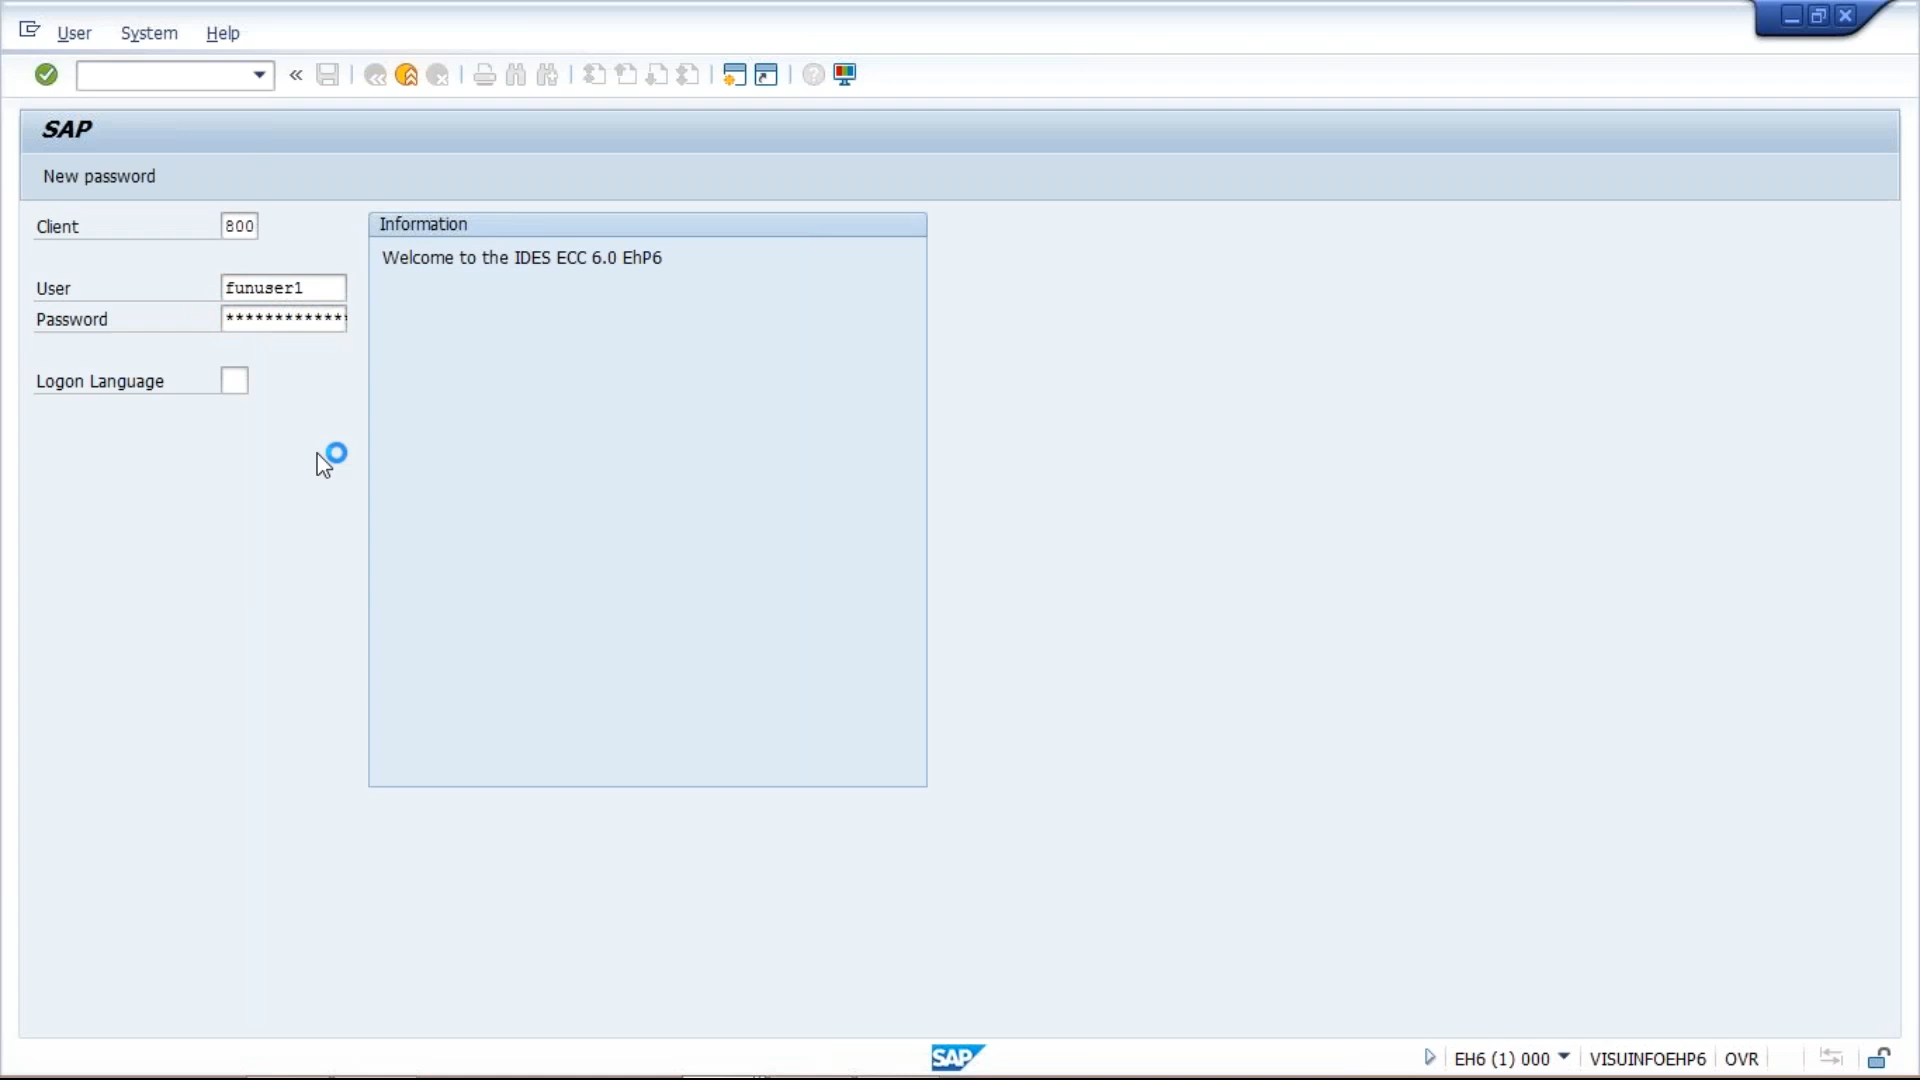 User System Help
SAP
New password
Client 800
Information
Welcome to the IDES ECC 6.0 EhP6
User funuser1
Password *************
Logon Language
SAP
EH6 (1) 000 VISUINFOEHP6 OVR